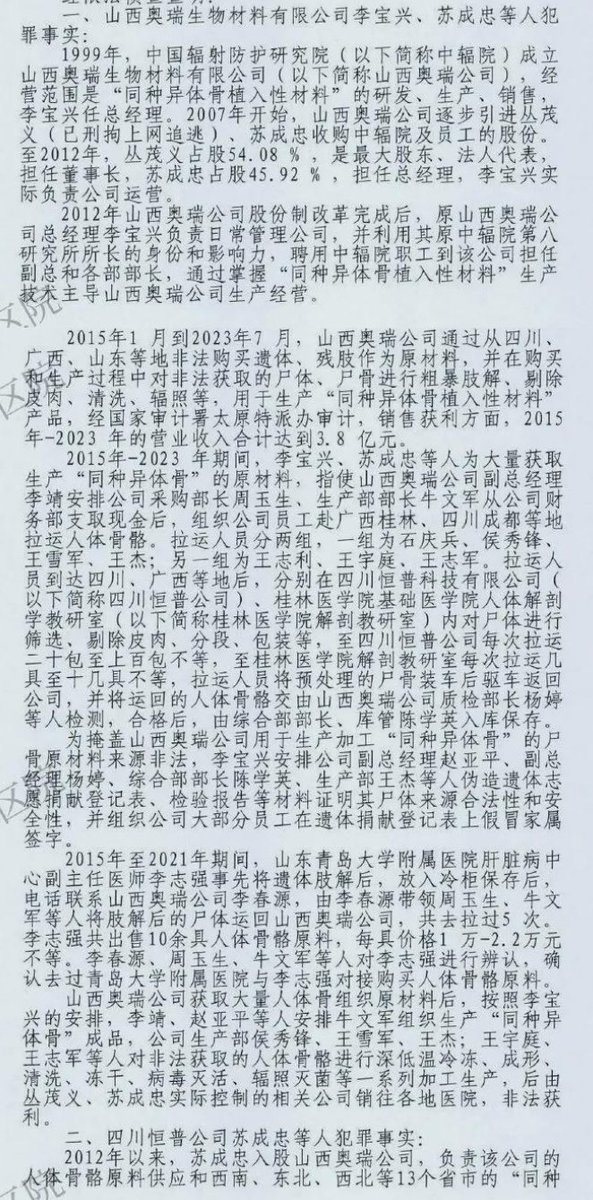 一、山西奥瑞生物材料有限公司李宝兴、苏成忠等人犯
罪事实：
1999年，中国辐射防护研究院（以下简称中辐院）成立
山西奥瑞生物材料有限公司（以下简称山西奥瑞公司），经
营范围是“同种异体骨植入性材料”的研发、生产、销售，
李宝兴任总经理。2007年开始，山西奥瑞公司逐步引进丛茂
义（已刑拘上网追逃）、苏成忠收购中辐院及员工的股份。
至2012年，丛茂义占股54.08 %，是最大股东、法人代表，
担任董事长，苏成忠占股45.92 %，担任总经理，李宝兴实
际负责公司运营。
2012年山西奥瑞公司股份制改革完成后，原山西奥瑞公
司总经理李宝兴负责日常管理公司，并利用其原中辐院第八
研究所所长的身份和影响力，聘用中辐院职工到该公司担任
副总和各部部长，通过掌握“同种异体骨植入性材料”生产
技术主导山西奥瑞公司生产经营。
2015年1 月到2023年7 月，山西奥瑞公司通过从四川、
广西、山东等地非法购买遗体、残肢作为原材料，并在购买
和生产过程中对非法获取的尸体、尸骨进行粗暴肢解、剔除
皮肉、清洗、辐照等，用于生产“同种异体骨植入性材料”
产品，经国家审计署太原特派办审计，销售获利方面，2015
年-2023 年的营业收入合计达到3.8 亿元。
2015年-2023 年期间，李宝兴、苏成忠等人为大量获取
生产“同种异体骨”的原材料，指使山西奥瑞公司副总经理
李靖安排公司采购部长周玉生、生产部部长牛文军从公司财
务部支取现金后，组织公司员工赴广西桂林、四川成都等地
拉运人体骨骼。拉运人员分两组，一组为石庆兵、侯秀锋、
王雪军、王杰；另一组为王志利、王宇庭、王志军。拉运人
员到达四川、广西等地后，分别在四川恒普科技有限公司（
以下简称四川恒普公司）、桂林医学院基础医学院人体解剖
学教研室（以下简称桂林医学院解剖教研室）内对尸体进行
筛选、剔除皮肉、分段、包装等，至四川恒普公司每次拉运
二十包至上百包不等，至桂林医学院解剖教研室每次拉运几
具至十几具不等，拉运人员将预处理的尸骨装车后驱车返回
公司，并将运回的人体骨骼交由山西奥瑞公司质检部长杨婷
等人检测，合格后，由综合部部长、库管陈学英入库保存。
为掩盖山西奥瑞公司用于生产加工“同种异体骨”的尸
骨原材料来源非法，李宝兴安排公司副总经理赵亚平、副总
经理杨婷、综合部部长陈学英、生产部王杰等人伪造遗体志
愿捐献登记表、检验报告等材料证明其尸体来源合法性和安
全性，并组织公司大部分员工在遗体捐献登记表上假冒家属
签字。
2015年至2021年期间，山东青岛大学附属医院肝脏病中
心副主任医师李志强事先将遗体肢解后，放入冷柜保存后，
电话联系山西奥瑞公司李春源，由李春源带领周玉生、牛文
军等人将肢解后的尸体运回山西奥瑞公司，共去拉过5 次。
李志强共出售10余具人体骨骼原料，每具价格1 万-2.2万元
不等。李春源、周玉生、牛文军等人对李志强进行辨认，确
认去过青岛大学附属医院与李志强对接购买人体骨骼原料。
山西奥瑞公司获取大量人体骨组织原材料后，按照李宝
兴的安排，李靖、赵亚平等人安排牛文军组织生产“同种异
体骨”成品，公司生产部侯秀锋、王雪军、王杰；王宇庭、
王志军等人对非法获取的人体骨骼进行深低温冷冻、成形、
清洗、冻干、病毒灭活、辐照灭菌等一系列加工生产，后由
丛茂义、苏成忠实际控制的相关公司销往各地医院，非法获
利。
二、四川恒普公司苏成忠等人犯罪事实：
2012年以来，苏成忠入股山西奥瑞公司，负责该公司的
人体骨骼原料供应和西南、东北、西北等13个省市的“同种
区院
区院
区院
区院